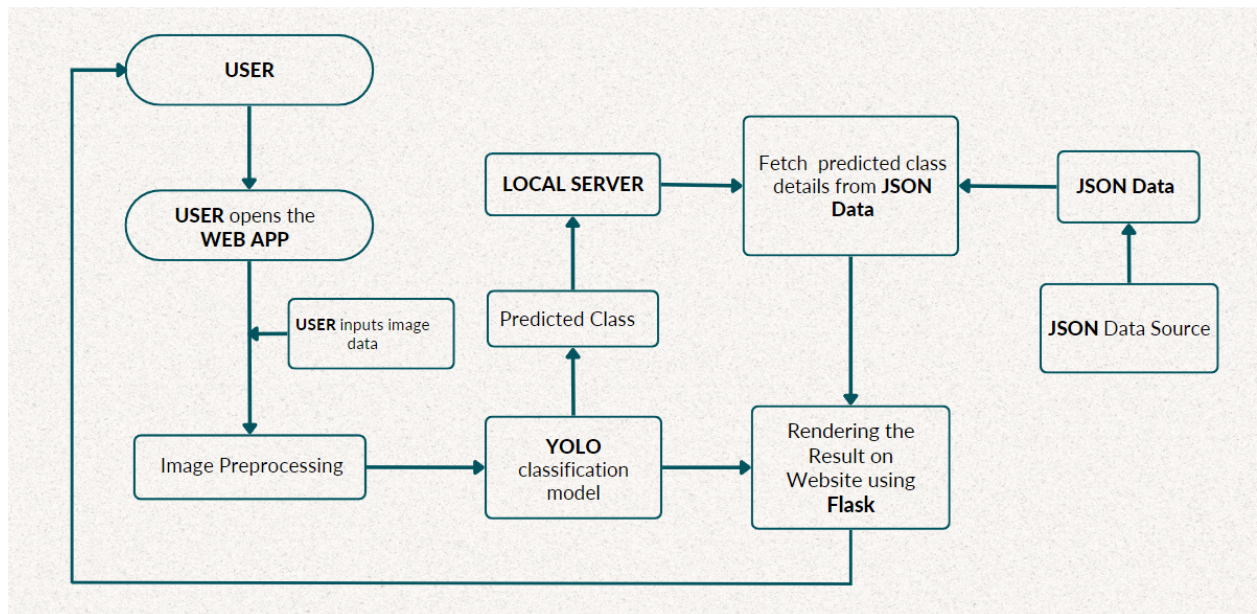 USER
USER opens the
WEB APP
USER inputs image
data
Image Preprocessing
YOLO
classification
model
Predicted Class
LOCAL SERVER
Fetch predicted class
details from JSON
Data
JSON Data
JSON Data Source
Rendering the
Result on
Website using
Flask